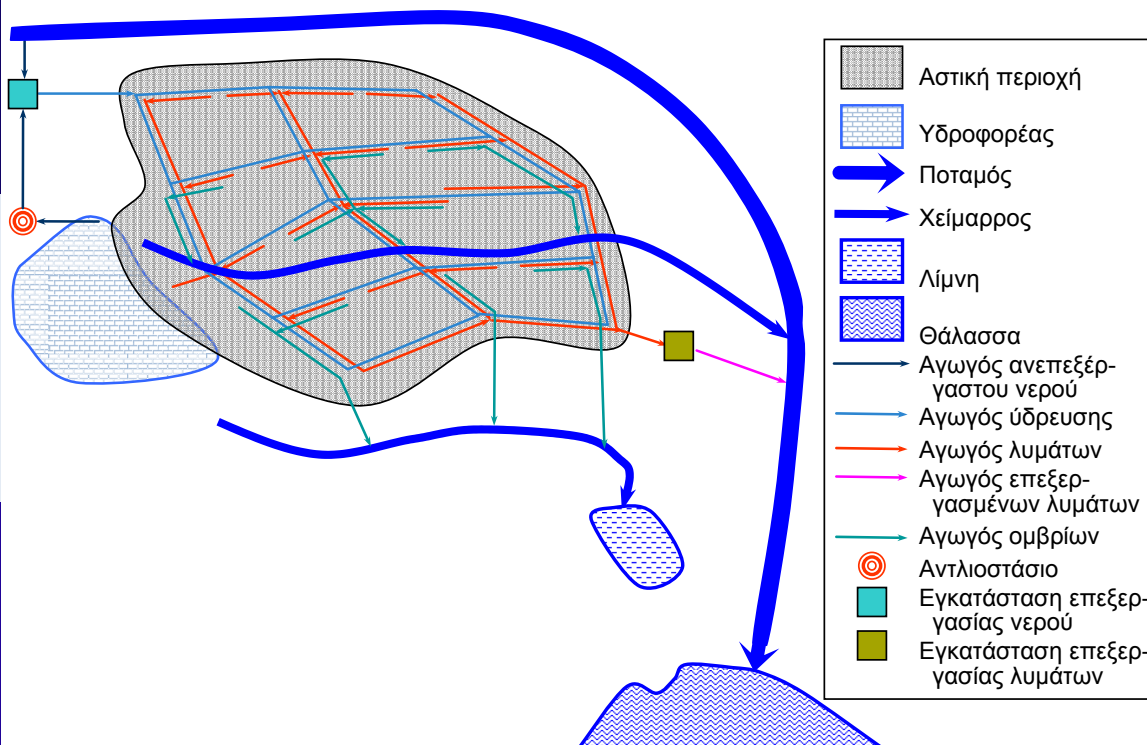 Αστική περιοχή
Υδροφορέας
Ποταμός
Χείμαρρος
Λίμνη
Θάλασσα
Αγωγός ανεπεξέρ-
γαστου νερού
Αγωγός ύδρευσης
Αγωγός λυμάτων
Αγωγός επεξερ-
γασμένων λυμάτων
Αγωγός ομβρίων
Αντλιοστάσιο
Εγκατάσταση επεξερ-
γασίας νερού
Εγκατάσταση επεξερ-
γασίας λυμάτων